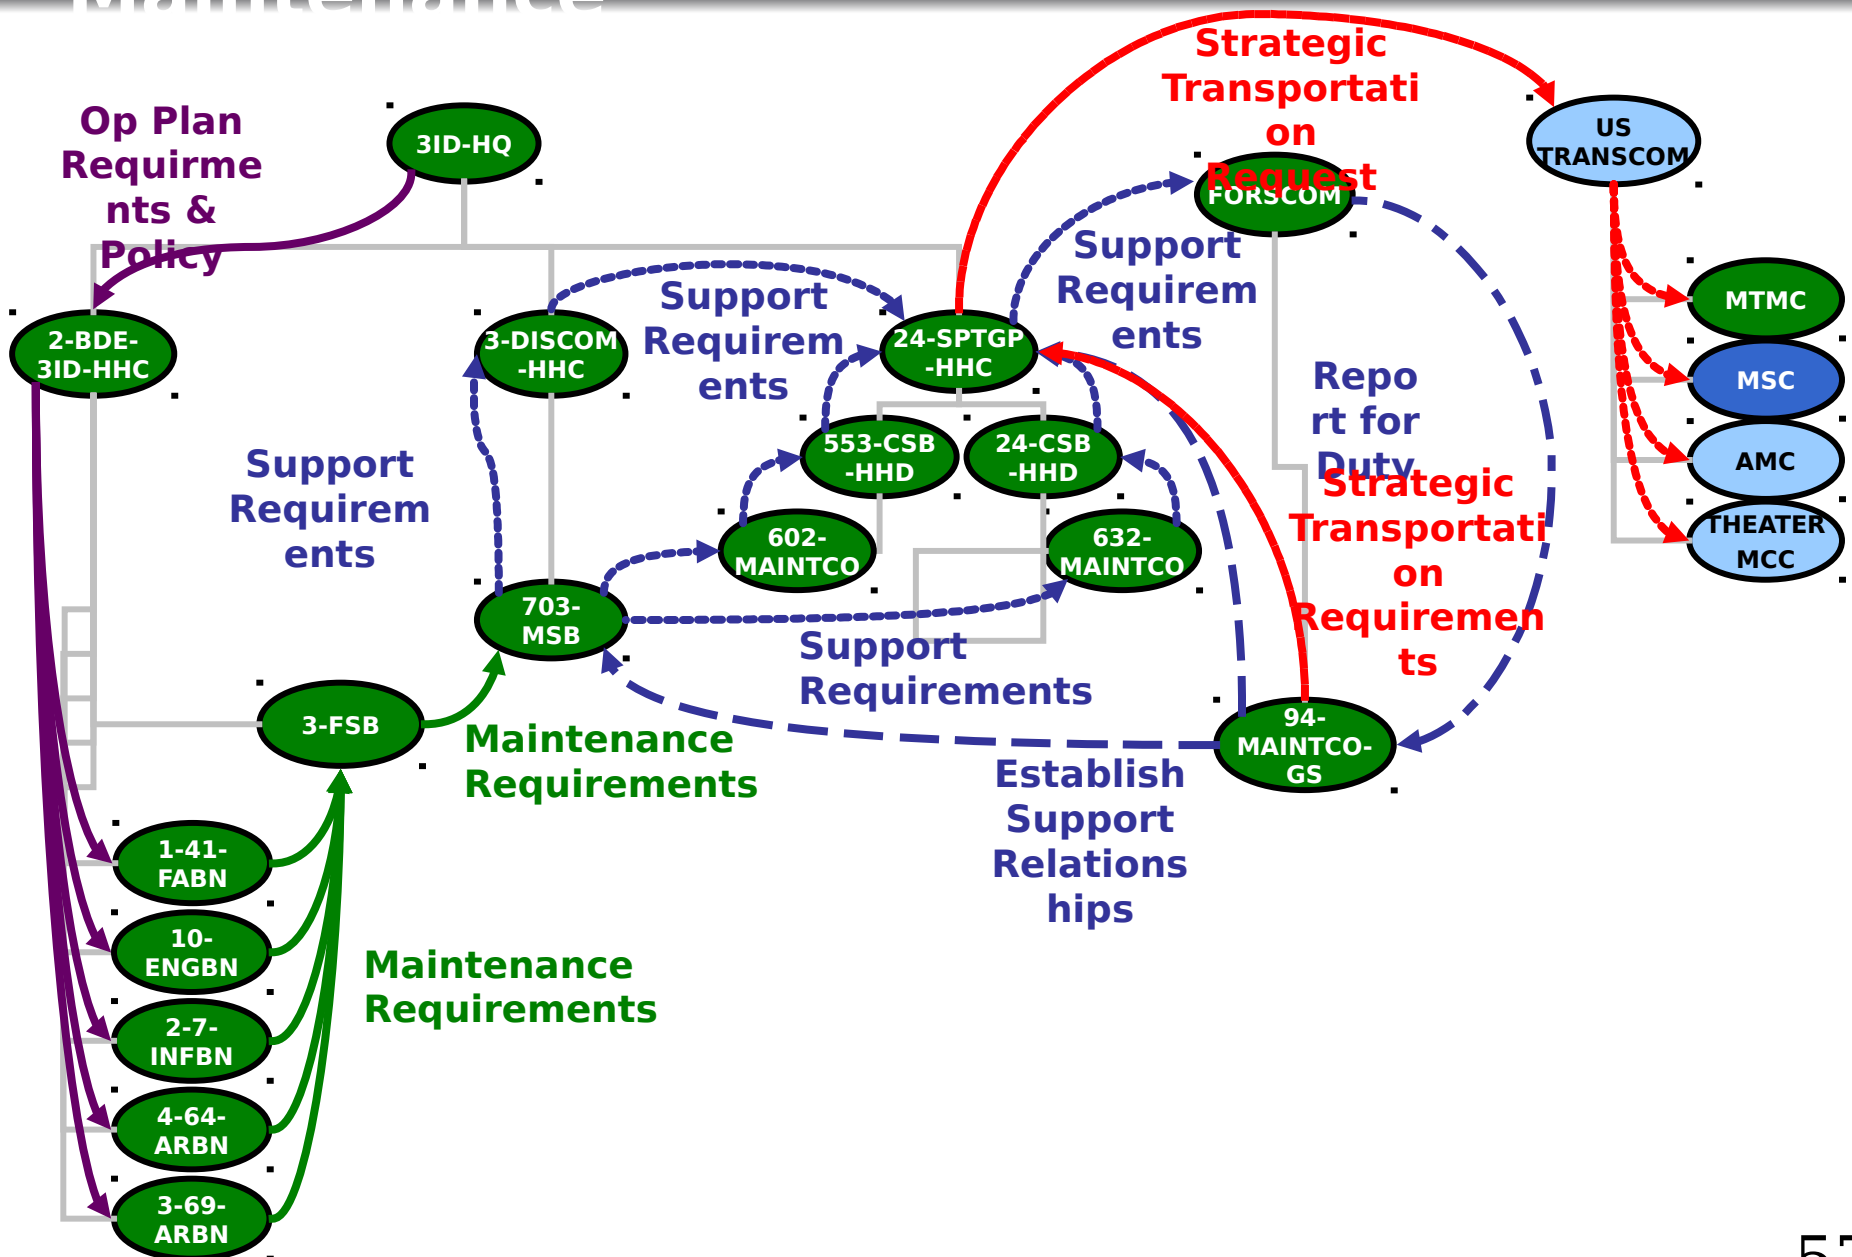 Maintenance
Strategic
Transportati
on
Request
Op Plan
Requirme
nts &
Policy
3ID-HQ
US
TRANSCOM
FORSCOM
Support
Requirem
ents
Support
Requirem
ents
MTMC
2-BDE-
3ID-HHC
3-DISCOM
-HHC
24-SPTGP
-HHC
MSC
Repo
rt for
Duty
553-CSB
-HHD
24-CSB
-HHD
AMC
Support
Requirem
ents
Strategic
Transportati
on
Requiremen
ts
THEATER
MCC
602-
MAINTCO
632-
MAINTCO
703-
MSB
Support
Requirements
3-FSB
94-
MAINTCO-
GS
Maintenance
Requirements
Establish
Support
Relations
hips
1-41-
FABN
10-
ENGBN
Maintenance
Requirements
2-7-
INFBN
4-64-
ARBN
3-69-
ARBN